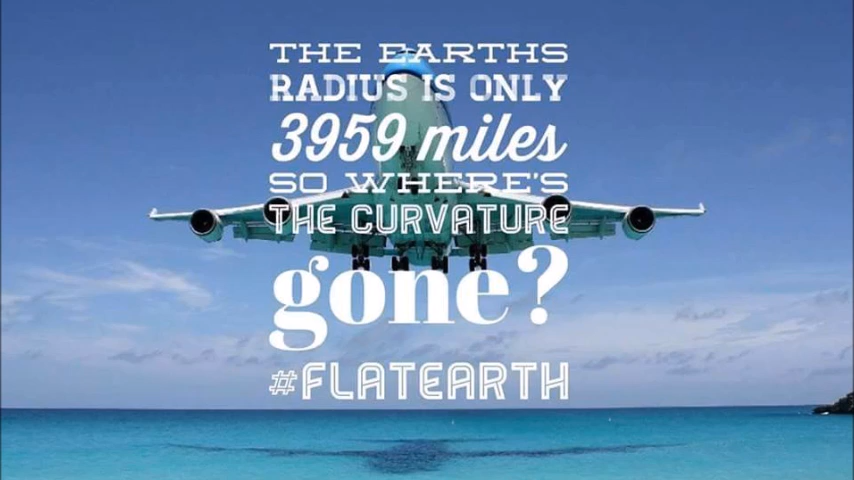 THE EARTHS
RADIUS IS ONLY
3959 miles
SO WHERE'S
THE CURVATURE
gone?
#FLATEARTH